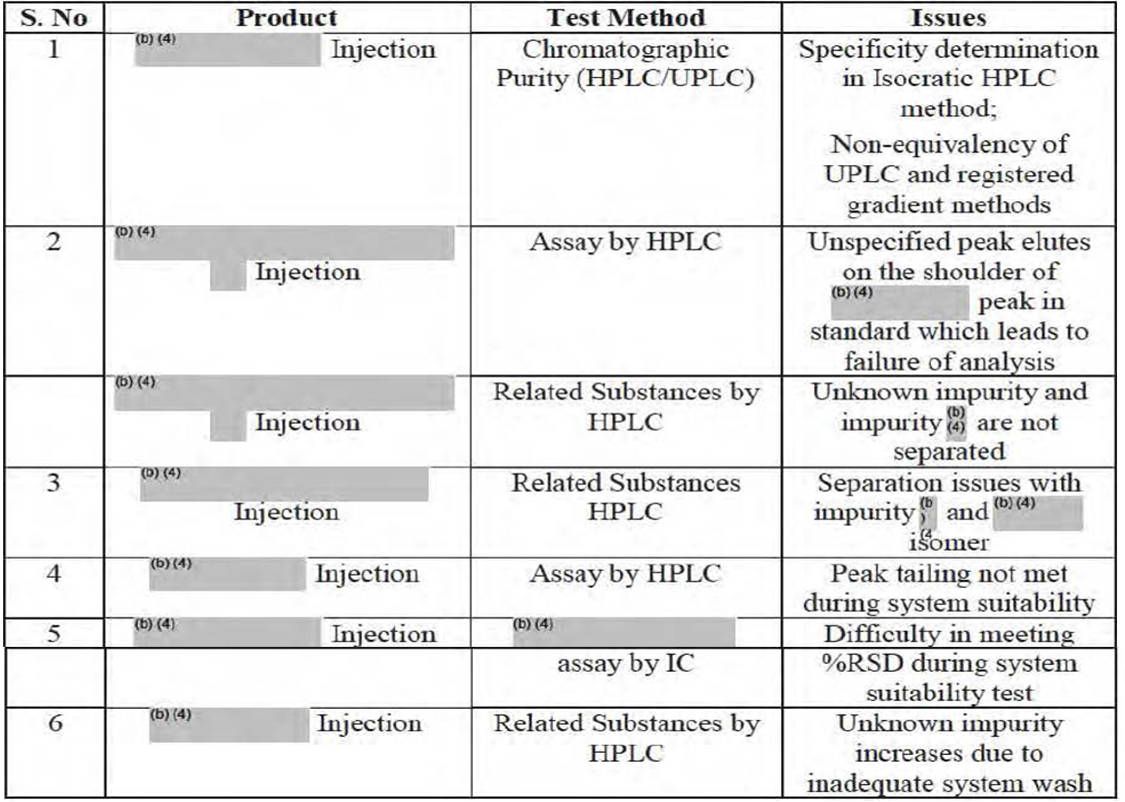 S. No Product Test Method Issues
1 (b) (4) Injection Chromatographic Specificity determination
Purity (HPLC/UPLC) in Isocratic HPLC
method;
Non-equivalency of
UPLC and registered
gradient methods
2 (b) (4) Assay by HPLC Unspecified peak elutes
Injection on the shoulder of
(b) (4) peak in
standard which leads to
failure of analysis
(b) (4) Related Substances by Unknown impurity and
Injection HPLC impurity (b) (4) are not
separated
3 (b) (4) Related Substances Separation issues with
Injection HPLC impurity (b) (4 and (b) (4)
isomer
4 (b) (4) Injection Assay by HPLC Peak tailing not met
during system suitability
5 (b) (4) Injection (b) (4) Difficulty in meeting
assay by IC %RSD during system
suitability test
6 (b) (4) Injection Related Substances by Unknown impurity
HPLC increases due to
inadequate system wash